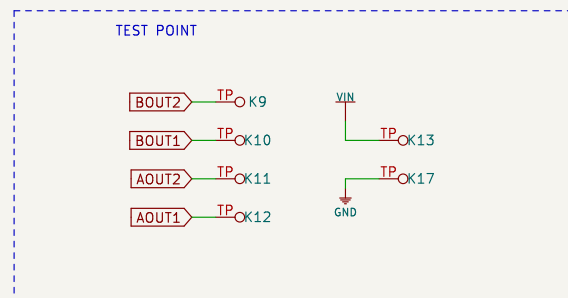 TEST POINT
BOUT2 TP K9
VIN
BOUT1 TP K10
TP K13
AOUT2 TP K11
TP K17
GND
AOUT1 TP K12